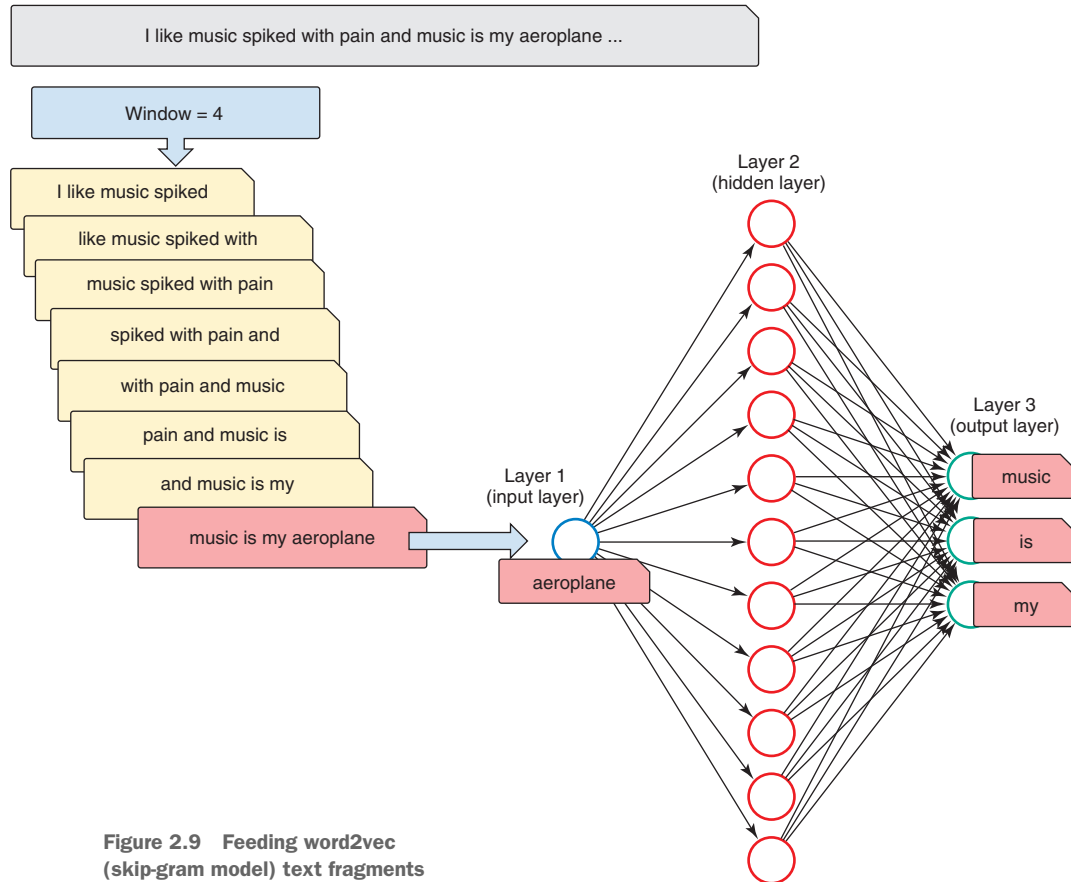 I like music spiked with pain and music is my aeroplane ...
Window = 4
I like music spiked
like music spiked with
music spiked with pain
spiked with pain and
with pain and music
pain and music is
and music is my
music is my aeroplane
Layer 1
(input layer)
aeroplane
Layer 2
(hidden layer)
Layer 3
(output layer)
music
is
my
Figure 2.9 Feeding word2vec
(skip-gram model) text fragments